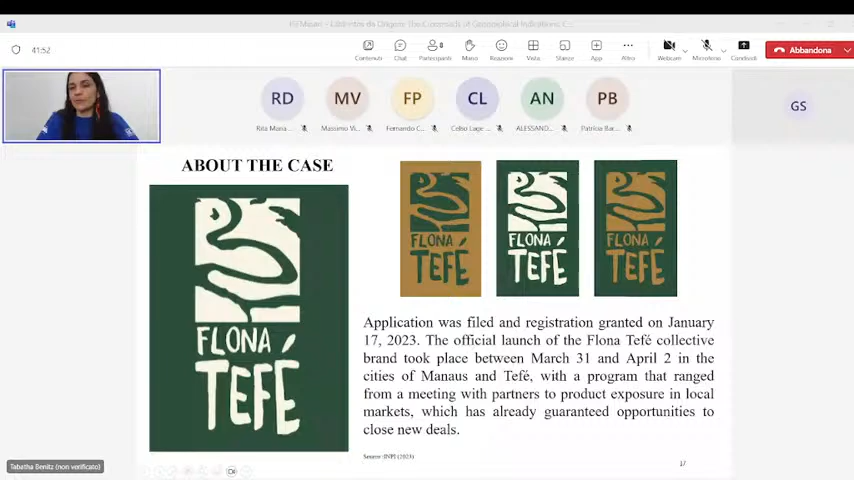 41:52
Contenuti
Chat
Partecipanti
Mano
Reazioni
Vista
Stanze
App
Altro
Webcam
Microfono
Condividi
Abbandona
RD
MV
FP
CL
AN
PB
GS
Rita Maria...
Massimo Vi...
Fernando C...
Celso Lage ...
ALESSAND...
Patrícia Bar...
ABOUT THE CASE
FLONA
TEFÉ
FLONA
TEFÉ
FLONA
TEFÉ
FLONA
TEFÉ
Application was filed and registration granted on January
17, 2023. The official launch of the Flona Tefé collective
brand took place between March 31 and April 2 in the
cities of Manaus and Tefé, with a program that ranged
from a meeting with partners to product exposure in local
markets, which has already guaranteed opportunities to
close new deals.
Source: INPI (2023)
17
Tabatha Benitz (non verificato)